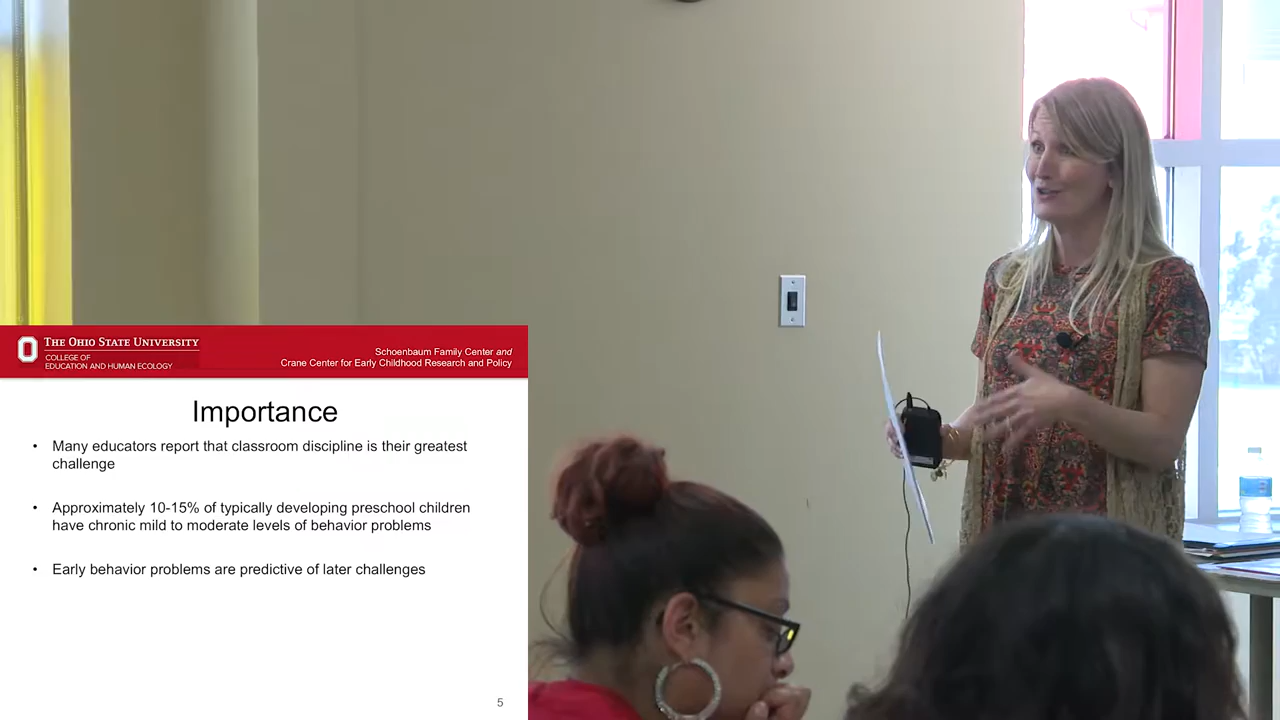 THE OHIO STATE UNIVERSITY
COLLEGE OF
EDUCATION AND HUMAN ECOLOGY
Schoenbaum Family Center and
Crane Center for Early Childhood Research and Policy
Importance
• Many educators report that classroom discipline is their greatest
challenge
• Approximately 10-15% of typically developing preschool children
have chronic mild to moderate levels of behavior problems
• Early behavior problems are predictive of later challenges
5